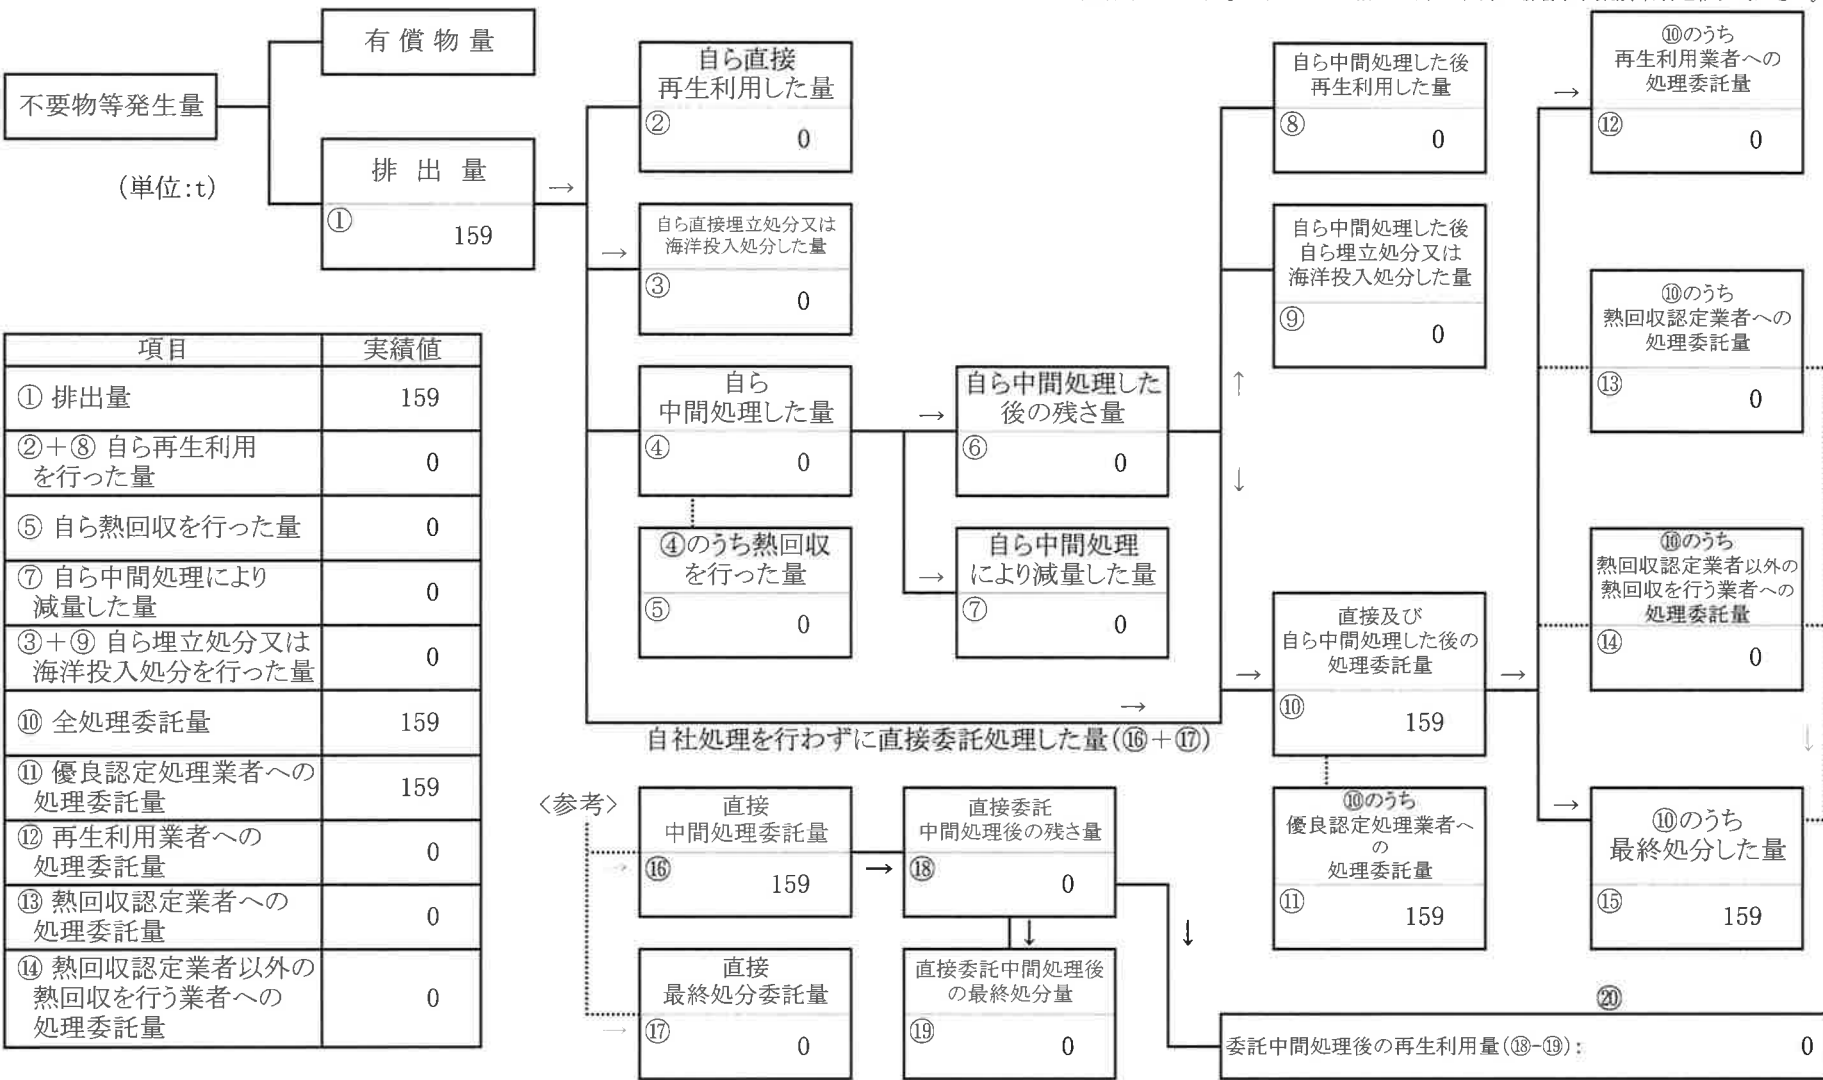 有償物量
不要物等発生量
(単位:t)
排出量
①
159
→
自ら直接
再生利用した量
②
0
→
自ら直接埋立処分又は
海洋投入処分した量
③
0
自ら
中間処理した量
④
0
→
自ら中間処理した
後の残さ量
⑥
0
④のうち熱回収
を行った量
⑤
0
→
自ら中間処理
により減量した量
⑦
0
自ら中間処理した後
再生利用した量
⑧
0
自ら中間処理した後
自ら埋立処分又は
海洋投入処分した量
⑨
0
↑
↓
→
自社処理を行わずに直接委託処理した量(⑯+⑰)
→
直接及び
自ら中間処理した後の
処理委託量
⑩
159
→
⑩のうち
優良認定処理業者へ
の
処理委託量
⑪
159
→
⑩のうち
再生利用業者への
処理委託量
⑫
0
⑩のうち
熱回収認定業者への
処理委託量
⑬
0
⑩のうち
熱回収認定業者以外の
熱回収を行う業者への
処理委託量
⑭
0
↓
→
⑩のうち
最終処分した量
⑮
159
項目 実績値
① 排出量 159
②+⑧ 自ら再生利用
を行った量 0
⑤ 自ら熱回収を行った量 0
⑦ 自ら中間処理により
減量した量 0
③+⑨ 自ら埋立処分又は
海洋投入処分を行った量 0
⑩ 全処理委託量 159
⑪ 優良認定処理業者への
処理委託量 159
⑫ 再生利用業者への
処理委託量 0
⑬ 熱回収認定業者への
処理委託量 0
⑭ 熱回収認定業者以外の
熱回収を行う業者への
処理委託量 0
〈参考〉
→
直接
中間処理委託量
⑯
159
→
直接委託
中間処理後の残さ量
⑱
0
→
直接
最終処分委託量
⑰
0
↓
直接委託中間処理後
の最終処分量
⑲
0
↓
⑳
委託中間処理後の再生利用量(⑱-⑲): 0